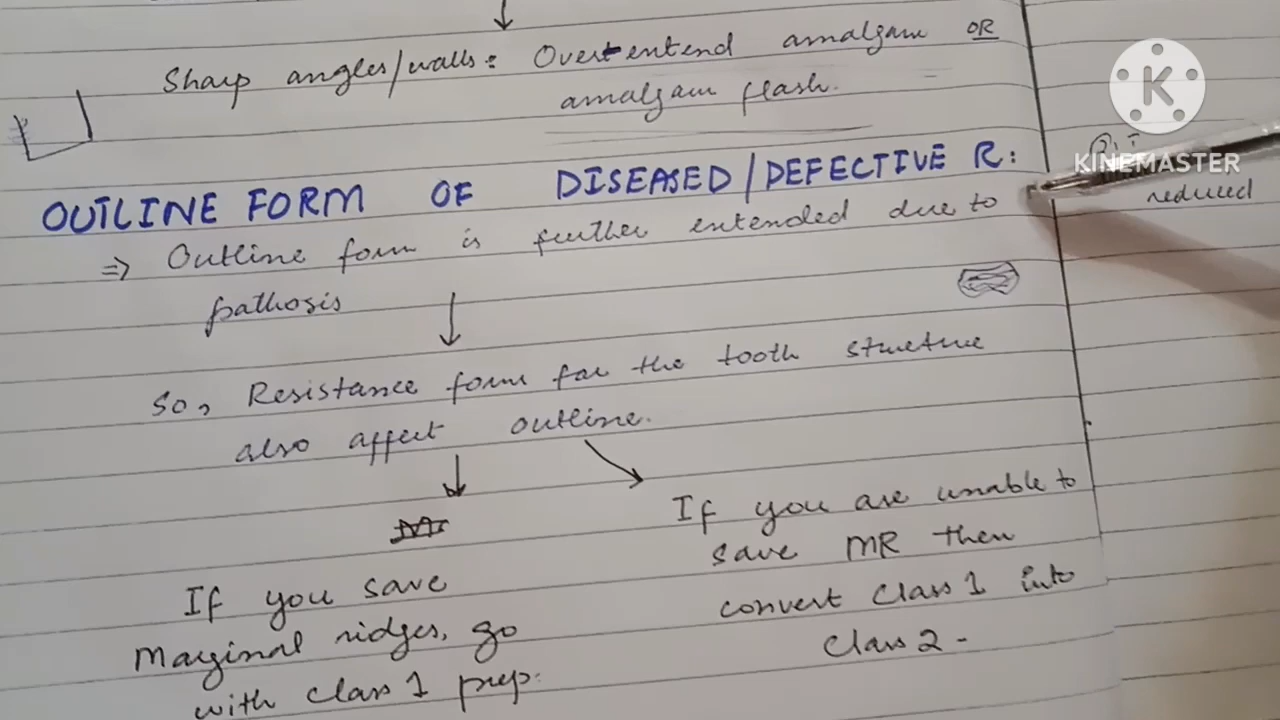 Sharp angles/walls: Over-extend amalgam OR
amalgam flash.
OUTLINE FORM OF DISEASED/DEFECTIVE R:
⇒ Outline form is further extended due to
pathosis
So, Resistance form for the tooth structure
also affect outline.
If you save
Marginal ridges, go
with class 1 prep.
If you are unable to
save MR then
convert class 1 into
class 2-
reduced
K
KINEMASTER